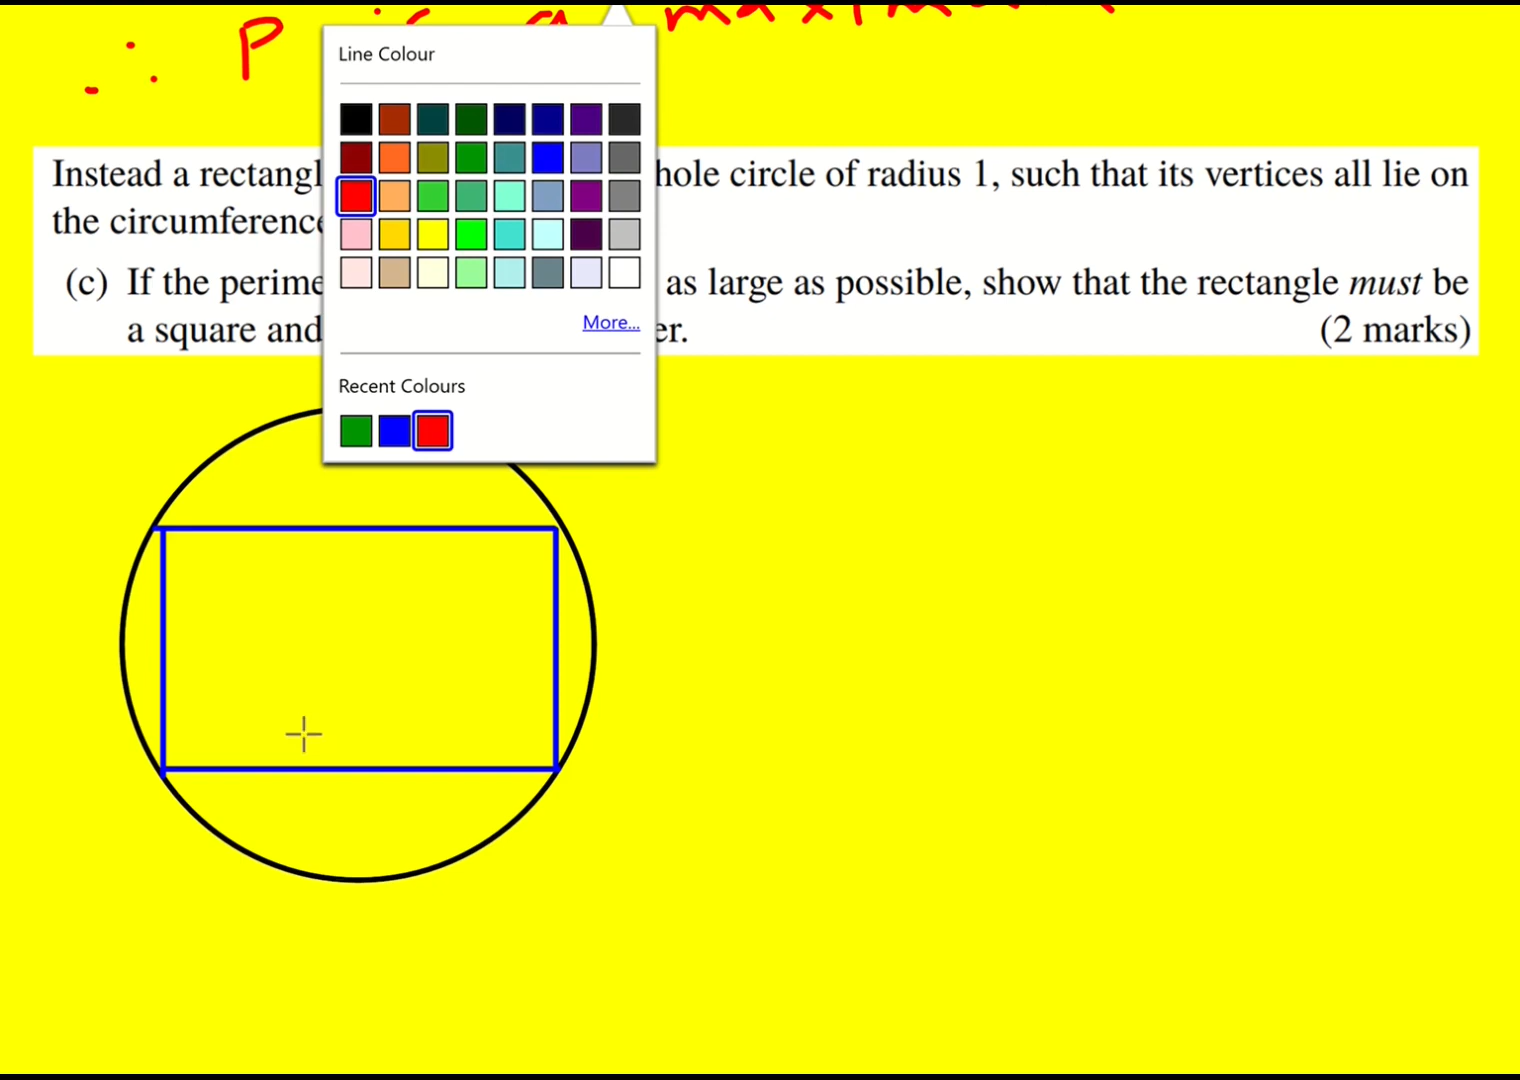 ∴ P
Line Colour
Instead a rectangl hole circle of radius 1, such that its vertices all lie on
the circumference
(c) If the perime as large as possible, show that the rectangle must be
More...
a square and er. (2 marks)
Recent Colours